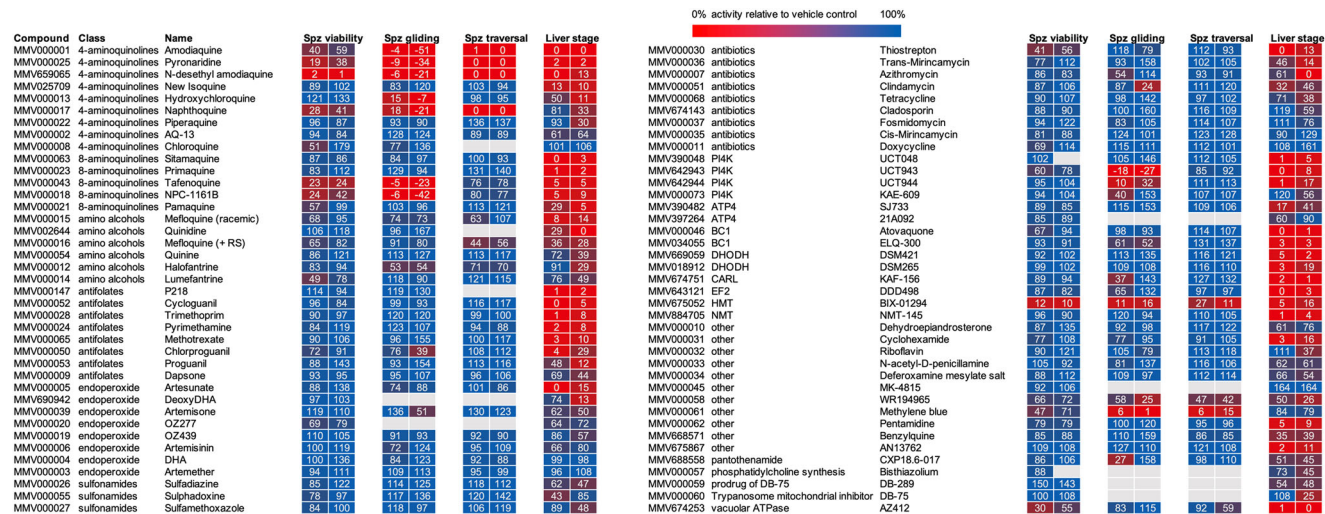 0% activity relative to vehicle control 100%
Compound Class Name Spz viability Spz gliding Spz traversal Liver stage
MMV000001 4-aminoquinolines Amodiaquine 40 59 -4 -51 1 0 0 0
MMV000025 4-aminoquinolines Pyronaridine 19 38 -9 -34 0 0 2 2
MMV659065 4-aminoquinolines N-desethyl amodiaquine 2 1 -6 -21 0 0 0 13
MMV025709 4-aminoquinolines New Isoquine 89 102 83 120 103 94 13 10
MMV000013 4-aminoquinolines Hydroxychloroquine 121 133 15 -7 98 95 50 11
MMV000017 4-aminoquinolines Naphthoquine 28 41 18 -21 0 0 81 33
MMV000022 4-aminoquinolines Piperaquine 96 87 93 90 136 137 93 30
MMV000002 4-aminoquinolines AQ-13 94 84 128 124 89 89 61 64
MMV000008 4-aminoquinolines Chloroquine 51 179 77 136 101 106
MMV000063 8-aminoquinolines Sitamaquine 87 86 84 97 100 93 0 3
MMV000023 8-aminoquinolines Primaquine 83 112 129 94 131 140 1 2
MMV000043 8-aminoquinolines Tafenoquine 23 24 -5 -23 76 78 5 5
MMV000018 8-aminoquinolines NPC-1161B 24 42 -6 -42 80 77 5 9
MMV000021 8-aminoquinolines Pamaquine 57 99 103 96 113 121 29 5
MMV000015 amino alcohols Mefloquine (racemic) 68 95 74 73 63 107 8 14
MMV002644 amino alcohols Quinidine 106 118 96 167 29 0
MMV000016 amino alcohols Mefloquine (+ RS) 65 82 91 80 44 56 36 28
MMV000054 amino alcohols Quinine 86 121 113 127 113 117 72 39
MMV000012 amino alcohols Halofantrine 83 94 53 54 71 70 91 29
MMV000014 amino alcohols Lumefantrine 49 78 118 90 121 115 76 49
MMV000147 antifolates P218 114 94 119 130 1 2
MMV000052 antifolates Cycloguanil 96 84 99 93 116 117 0 5
MMV000028 antifolates Trimethoprim 90 97 120 120 99 100 1 8
MMV000024 antifolates Pyrimethamine 84 119 123 107 94 88 2 8
MMV000065 antifolates Methotrexate 90 106 96 155 100 117 3 10
MMV000050 antifolates Chlorproguanil 72 91 76 39 108 112 4 29
MMV000053 antifolates Proguanil 88 143 93 154 113 116 48 12
MMV000009 antifolates Dapsone 93 95 95 107 96 106 69 44
MMV000005 endoperoxide Artesunate 88 138 74 88 101 86 0 15
MMV690942 endoperoxide DeoxyDHA 97 103 74 13
MMV000039 endoperoxide Artemisone 119 110 136 51 130 123 62 50
MMV000020 endoperoxide OZ277 69 79 64 72
MMV000019 endoperoxide OZ439 110 105 91 93 92 90 86 57
MMV000006 endoperoxide Artemisinin 100 119 72 124 95 109 66 80
MMV000004 endoperoxide DHA 100 136 84 123 92 88 99 98
MMV000003 endoperoxide Artemether 94 111 109 113 95 99 96 108
MMV000026 sulfonamides Sulfadiazine 85 122 114 125 118 112 62 47
MMV000055 sulfonamides Sulphadoxine 78 97 117 136 120 142 43 85
MMV000027 sulfonamides Sulfamethoxazole 84 100 118 97 106 119 89 48
Spz viability Spz gliding Spz traversal Liver stage
MMV000030 antibiotics Thiostrepton 41 56 118 79 112 93 0 13
MMV000036 antibiotics Trans-Mirincamycin 77 112 93 138 102 105 46 14
MMV000007 antibiotics Azithromycin 86 83 54 114 93 91 61 0
MMV000051 antibiotics Clindamycin 87 106 87 24 111 97 32 46
MMV000068 antibiotics Tetracycline 90 107 98 142 97 102 71 38
MMV674143 antibiotics Cladosporin 88 90 100 160 116 109 119 59
MMV000037 antibiotics Fosmidomycin 94 122 83 105 114 107 111 76
MMV000035 antibiotics Cis-Mirincamycin 81 88 124 101 123 128 90 129
MMV000011 antibiotics Doxycycline 69 114 115 111 111 100 108 161
MMV390048 PI4K UCT048 102 105 146 112 105 1 5
MMV642943 PI4K UCT943 60 78 -18 -27 85 92 0 8
MMV642944 PI4K UCT944 95 104 10 32 111 113 1 17
MMV000073 PI4K KAE-609 94 104 40 153 107 107 120 56
MMV390482 ATP4 SJ733 89 85 115 153 109 106 17 41
MMV397264 ATP4 21A092 85 89 60 90
MMV000046 BC1 Atovaquone 67 94 98 93 114 107 0 1
MMV034055 BC1 ELQ-300 93 91 61 52 131 137 3 3
MMV669059 DHODH DSM421 99 102 112 123 118 121 5 2
MMV018912 DHODH DSM265 99 102 109 108 116 110 3 19
MMV674751 CARL KAF-156 89 94 37 143 127 132 2 1
MMV643121 EF2 DDD498 87 82 65 132 97 97 0 3
MMV675052 HMT BIX-01294 12 10 11 16 27 11 5 16
MMV884705 NMT NMT-145 96 90 92 94 100 101 1 4
MMV000010 other Dehydroepiandrosterone 87 135 120 98 117 122 61 76
MMV000031 other Cyclohexamide 77 108 77 95 91 105 3 16
MMV000032 other Riboflavin 90 121 105 79 113 118 111 37
MMV000033 other N-acetyl-D-penicillamine 105 92 81 137 116 106 62 61
MMV000034 other Deferoxamine mesylate salt 88 112 109 97 112 114 66 54
MMV000045 other MK-4815 92 106 164 164
MMV000058 other WR194965 66 72 58 25 47 42 50 26
MMV000061 other Methylene blue 47 71 6 1 6 15 84 79
MMV000062 other Pentamidine 79 79 100 120 95 96 5 9
MMV668571 other Benzylquine 85 88 110 159 86 85 35 39
MMV675867 other AN13762 109 108 127 110 121 108 2 11
MMV688558 pantothenamide CXP18.6-017 86 106 27 158 98 110 51 45
MMV000057 phosphatidylcholine synthesis Bisthiazolium 88 73 45
MMV000059 prodrug of DB-75 DB-289 150 143 54 48
MMV000060 Trypanosome mitochondrial inhibitor DB-75 100 108 108 25
MMV674253 vacuolar ATPase AZ412 30 55 83 115 92 59 1 0